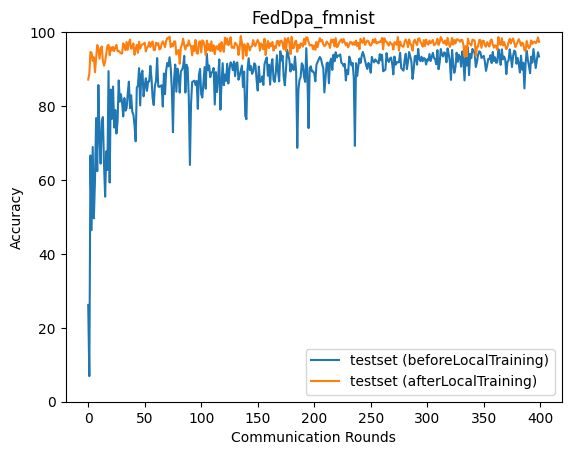 FedDpa_fmnist
100
80
60
40
20
0
Accuracy
testset (beforeLocalTraining)
testset (afterLocalTraining)
0 50 100 150 200 250 300 350 400
Communication Rounds